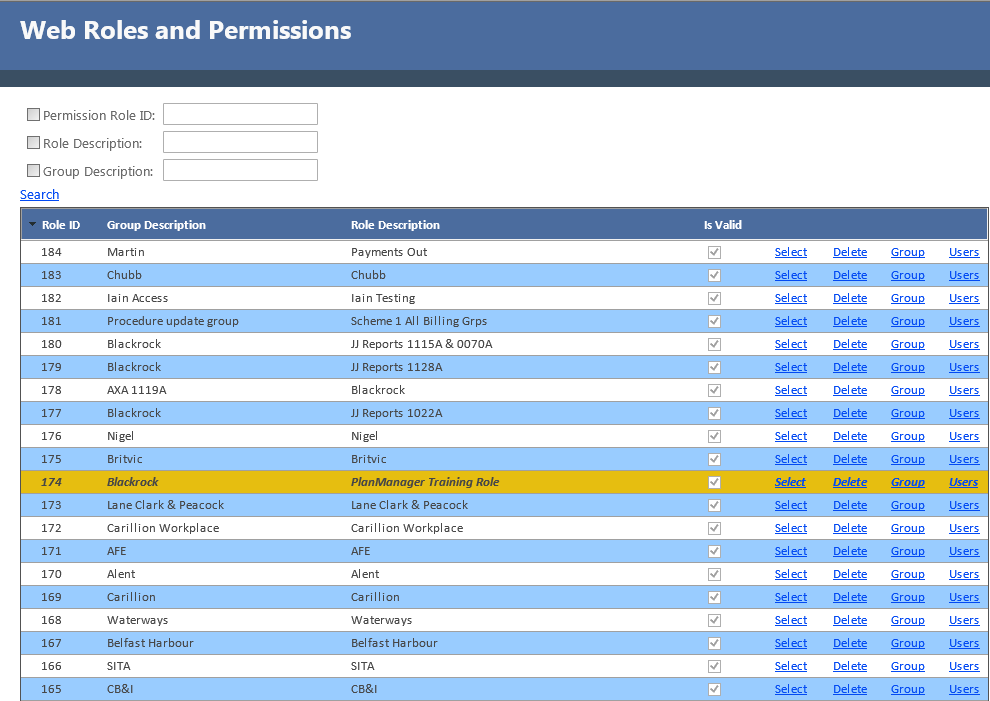 Web Roles and Permissions
Permission Role ID:
Role Description:
Group Description:
Search
Role ID Group Description Role Description Is Valid
184 Martin Payments Out Select Delete Group Users
183 Chubb Chubb Select Delete Group Users
182 Iain Access Iain Testing Select Delete Group Users
181 Procedure update group Scheme 1 All Billing Grps Select Delete Group Users
180 Blackrock JJ Reports 1115A & 0070A Select Delete Group Users
179 Blackrock JJ Reports 1128A Select Delete Group Users
178 AXA 1119A Blackrock Select Delete Group Users
177 Blackrock JJ Reports 1022A Select Delete Group Users
176 Nigel Nigel Select Delete Group Users
175 Britvic Britvic Select Delete Group Users
174 Blackrock PlanManager Training Role Select Delete Group Users
173 Lane Clark & Peacock Lane Clark & Peacock Select Delete Group Users
172 Carillion Workplace Carillion Workplace Select Delete Group Users
171 AFE AFE Select Delete Group Users
170 Alent Alent Select Delete Group Users
169 Carillion Carillion Select Delete Group Users
168 Waterways Waterways Select Delete Group Users
167 Belfast Harbour Belfast Harbour Select Delete Group Users
166 SITA SITA Select Delete Group Users
165 CB&I CB&I Select Delete Group Users